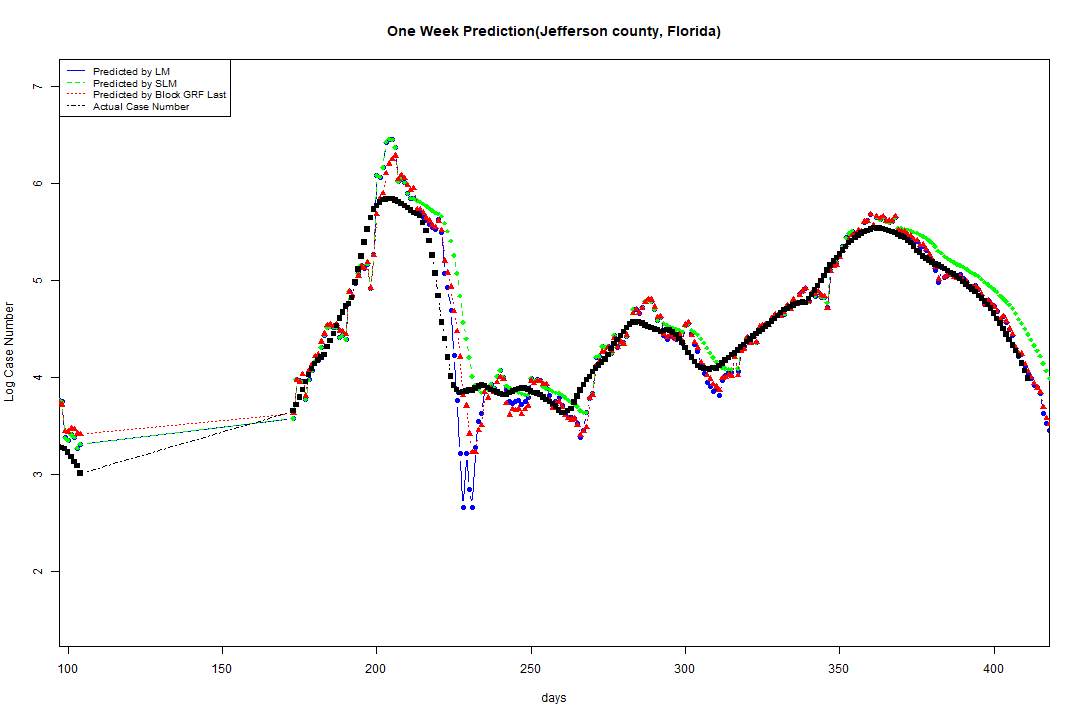 One Week Prediction(Jefferson county, Florida)
Predicted by LM
Predicted by SLM
Predicted by Block GRF Last
Actual Case Number
Log Case Number
7
6
5
4
3
2
100 150 200 250 300 350 400
days